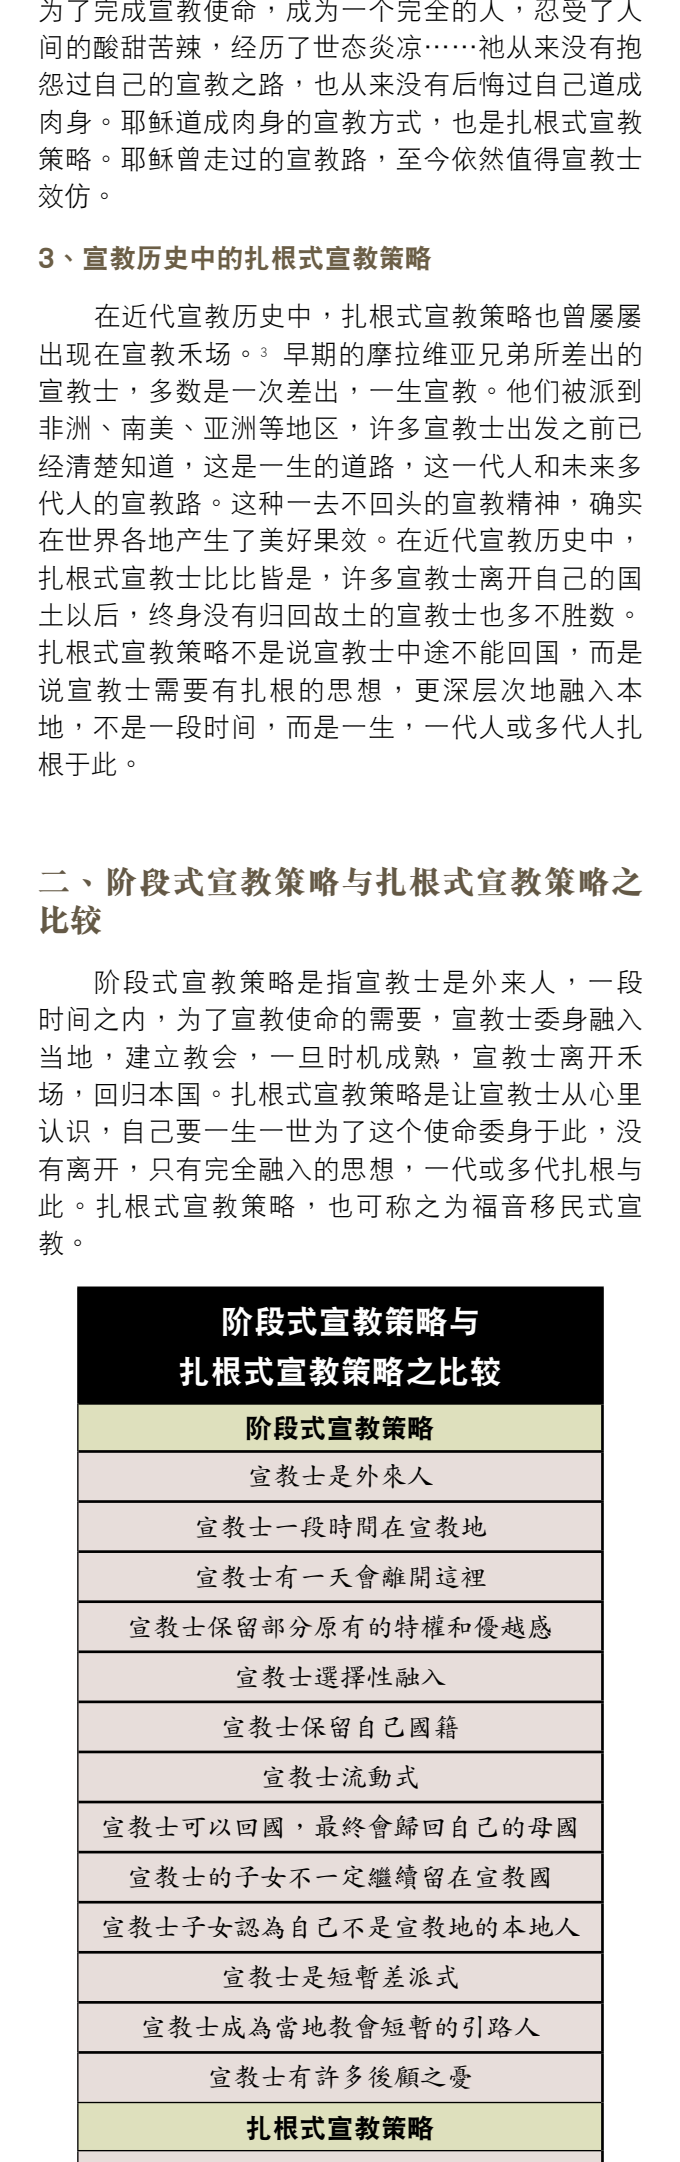 为了完成宣教使命，成为一个完全的人，忍受了人
间的酸甜苦辣，经历了世态炎凉……祂从来没有抱
怨过自己的宣教之路，也从来没有后悔过自己道成
肉身。耶稣道成肉身的宣教方式，也是扎根式宣教
策略。耶稣曾走过的宣教路，至今依然值得宣教士
效仿。
3、宣教历史中的扎根式宣教策略
在近代宣教历史中，扎根式宣教策略也曾屡屡
出现在宣教禾场。3 早期的摩拉维亚兄弟所差出的
宣教士，多数是一次差出，一生宣教。他们被派到
非洲、南美、亚洲等地区，许多宣教士出发之前已
经清楚知道，这是一生的道路，这一代人和未来多
代人的宣教路。这种一去不回头的宣教精神，确实
在世界各地产生了美好果效。在近代宣教历史中，
扎根式宣教士比比皆是，许多宣教士离开自己的国
土以后，终身没有归回故土的宣教士也多不胜数。
扎根式宣教策略不是说宣教士中途不能回国，而是
说宣教士需要有扎根的思想，更深层次地融入本
地，不是一段时间，而是一生，一代人或多代人扎
根于此。
二、阶段式宣教策略与扎根式宣教策略之
比较
阶段式宣教策略是指宣教士是外来人，一段
时间之内，为了宣教使命的需要，宣教士委身融入
当地，建立教会，一旦时机成熟，宣教士离开禾
场，回归本国。扎根式宣教策略是让宣教士从心里
认识，自己要一生一世为了这个使命委身于此，没
有离开，只有完全融入的思想，一代或多代扎根与
此。扎根式宣教策略，也可称之为福音移民式宣
教。
阶段式宣教策略与
扎根式宣教策略之比较
阶段式宣教策略
宣教士是外來人
宣教士一段時間在宣教地
宣教士有一天會離開這裡
宣教士保留部分原有的特權和優越感
宣教士選擇性融入
宣教士保留自己國籍
宣教士流動式
宣教士可以回國，最終會歸回自己的母國
宣教士的子女不一定繼續留在宣教國
宣教士子女認為自己不是宣教地的本地人
宣教士是短暫差派式
宣教士成為當地教會短暫的引路人
宣教士有許多後顧之憂
扎根式宣教策略